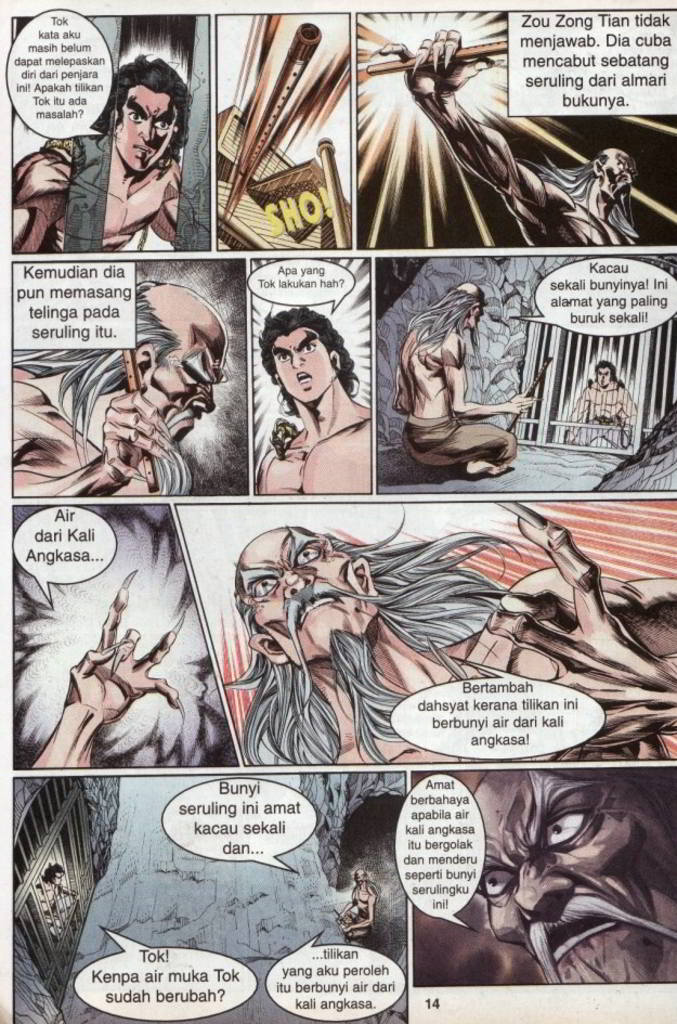 Tok
kata aku
masih belum
dapat melepaskan
diri dari penjara
ini! Apakah tilikan
Tok itu ada
masalah?
SHO!
Zou Zong Tian tidak
menjawab. Dia cuba
mencabut sebatang
seruling dari almari
bukunya.
Kemudian dia
pun memasang
telinga pada
seruling itu.
Apa yang
Tok lakukan hah?
Kacau
sekali bunyinya! Ini
alamat yang paling
buruk sekali!
Air
dari Kali
Angkasa...
Bertambah
dahsyat kerana tilikan ini
berbunyi air dari kali
angkasa!
Bunyi
seruling ini amat
kacau sekali
dan...
Tok!
Kenpa air muka Tok
sudah berubah?
...tilikan
yang aku peroleh
itu berbunyi air dari
kali angkasa.
Amat
berbahaya
apabila air
kali angkasa
itu bergolak
dan menderu
seperti bunyi
serulingku
ini!
14